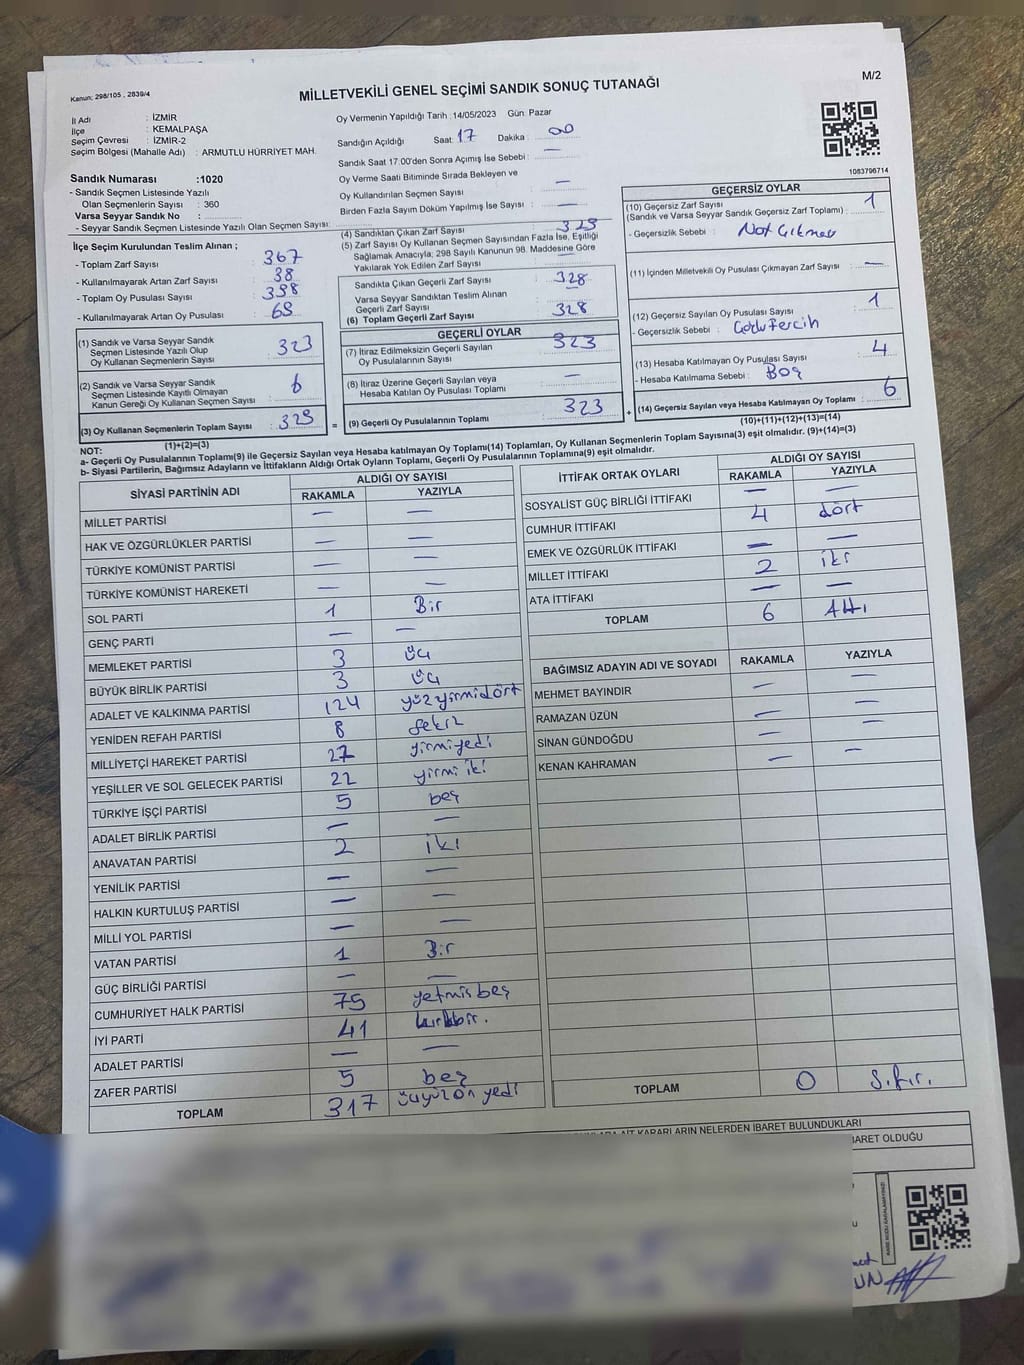 M/2
Kanun: 298/105 , 2839/4
MİLLETVEKİLİ GENEL SEÇİMİ SANDIK SONUÇ TUTANAĞI
İl Adı : İZMİR
İlçe : KEMALPAŞA
Seçim Çevresi : İZMİR-2
Seçim Bölgesi (Mahalle Adı) : ARMUTLU HÜRRİYET MAH.
Oy Vermenin Yapıldığı Tarih :14/05/2023 Gün: Pazar
Sandığın Açıldığı Saat: 17 Dakika : 00
Sandık Saat 17:00'den Sonra Açımış İse Sebebi : —
Oy Verme Saati Bitiminde Sırada Bekleyen ve
Oy Kullandırılan Seçmen Sayısı : —
Birden Fazla Sayım Döküm Yapılmış İse Sayısı : —
1083796714
Sandık Numarası :1020
- Sandık Seçmen Listesinde Yazılı
Olan Seçmenlerin Sayısı : 360
Varsa Seyyar Sandık No :
- Seyyar Sandık Seçmen Listesinde Yazılı Olan Seçmen Sayısı:
İlçe Seçim Kurulundan Teslim Alınan ;
- Toplam Zarf Sayısı : 367
- Kullanılmayarak Artan Zarf Sayısı : 38
- Toplam Oy Pusulası Sayısı : 398
- Kullanılmayarak Artan Oy Pusulası : 69
(1) Sandık ve Varsa Seyyar Sandık
Seçmen Listesinde Yazılı Olup
Oy Kullanan Seçmenlerin Sayısı : 323
(2) Sandık ve Varsa Seyyar Sandık
Seçmen Listesinde Kayıtlı Olmayan
Kanun Gereği Oy Kullanan Seçmen Sayısı : 6
(3) Oy Kullanan Seçmenlerin Toplam Sayısı : 329
(1)+(2)=(3)
(4) Sandıktan Çıkan Zarf Sayısı : 329
(5) Zarf Sayısı Oy Kullanan Seçmen Sayısından Fazla İse, Eşitliği
Sağlamak Amacıyla; 298 Sayılı Kanunun 98. Maddesine Göre
Yakılarak Yok Edilen Zarf Sayısı : —
Sandıkta Çıkan Geçerli Zarf Sayısı : 328
Varsa Seyyar Sandıktan Teslim Alınan
Geçerli Zarf Sayısı : —
(6) Toplam Geçerli Zarf Sayısı : 328
GEÇERLİ OYLAR
(7) İtiraz Edilmeksizin Geçerli Sayılan
Oy Pusulalarının Sayısı : 323
(8) İtiraz Üzerine Geçerli Sayılan veya
Hesaba Katılan Oy Pusulası Toplamı : —
(9) Geçerli Oy Pusulalarının Toplamı : 323
GEÇERSİZ OYLAR
(10) Geçersiz Zarf Sayısı
(Sandık ve Varsa Seyyar Sandık Geçersiz Zarf Toplamı) : 1
- Geçersizlik Sebebi : Not Çıkması
(11) İçinden Milletvekili Oy Pusulası Çıkmayan Zarf Sayısı : —
(12) Geçersiz Sayılan Oy Pusulası Sayısı : 1
- Geçersizlik Sebebi : Çoklu Tercih
(13) Hesaba Katılmayan Oy Pusulası Sayısı : 4
- Hesaba Katılmama Sebebi : Boş
(14) Geçersiz Sayılan veya Hesaba Katılmayan Oy Toplamı : 6
(10)+(11)+(12)+(13)=(14)
NOT:
a- Geçerli Oy Pusulasının Toplamı(9) ile Geçersiz Sayılan veya Hesaba katılmayan Oy Toplamı(14) Toplamları, Oy Kullanan Seçmenlerin Toplam Sayısına(3) eşit olmalıdır. (9)+(14)=(3)
b- Siyasi Partilerin, Bağımsız Adayların ve İttifakların Aldığı Ortak Oyların Toplamı, Geçerli Oy Pusulalarının Toplamına(9) eşit olmalıdır.
SİYASİ PARTİNİN ADI ALDIĞI OY SAYISI
RAKAMLA YAZIYLA
MİLLET PARTİSİ — —
HAK VE ÖZGÜRLÜKLER PARTİSİ — —
TÜRKİYE KOMÜNİST PARTİSİ — —
TÜRKİYE KOMÜNİST HAREKETİ — —
SOL PARTİ 1 Bir
GENÇ PARTİ — —
MEMLEKET PARTİSİ 3 üç
BÜYÜK BİRLİK PARTİSİ 3 üç
ADALET VE KALKINMA PARTİSİ 124 yüzyirmidört
YENİDEN REFAH PARTİSİ 8 sekiz
MİLLİYETÇİ HAREKET PARTİSİ 27 yirmiyedi
YEŞİLLER VE SOL GELECEK PARTİSİ 22 yirmi iki
TÜRKİYE İŞÇİ PARTİSİ 5 beş
ADALET BİRLİK PARTİSİ — —
ANAVATAN PARTİSİ 2 iki
YENİLİK PARTİSİ — —
HALKIN KURTULUŞ PARTİSİ — —
MİLLİ YOL PARTİSİ — —
VATAN PARTİSİ 1 Bir
GÜÇ BİRLİĞİ PARTİSİ — —
CUMHURİYET HALK PARTİSİ 75 yetmişbeş
İYİ PARTİ 41 kırkbir.
ADALET PARTİSİ — —
ZAFER PARTİSİ 5 beş
TOPLAM 317 üçyüzonyedi
İTTİFAK ORTAK OYLARI ALDIĞI OY SAYISI
RAKAMLA YAZIYLA
SOSYALİST GÜÇ BİRLİĞİ İTTİFAKI — —
CUMHUR İTTİFAKI 4 dört
EMEK VE ÖZGÜRLÜK İTTİFAKI — —
MİLLET İTTİFAKI 2 iki
ATA İTTİFAKI — —
TOPLAM 6 Altı
BAĞIMSIZ ADAYIN ADI VE SOYADI RAKAMLA YAZIYLA
MEHMET BAYINDIR — —
RAMAZAN ÜZÜN — —
SİNAN GÜNDOĞDU — —
KENAN KAHRAMAN — —
TOPLAM 0 Sıfır.
AİT KARARLARIN NELERDEN İBARET BULUNDUKLARI
BARET OLDUĞU